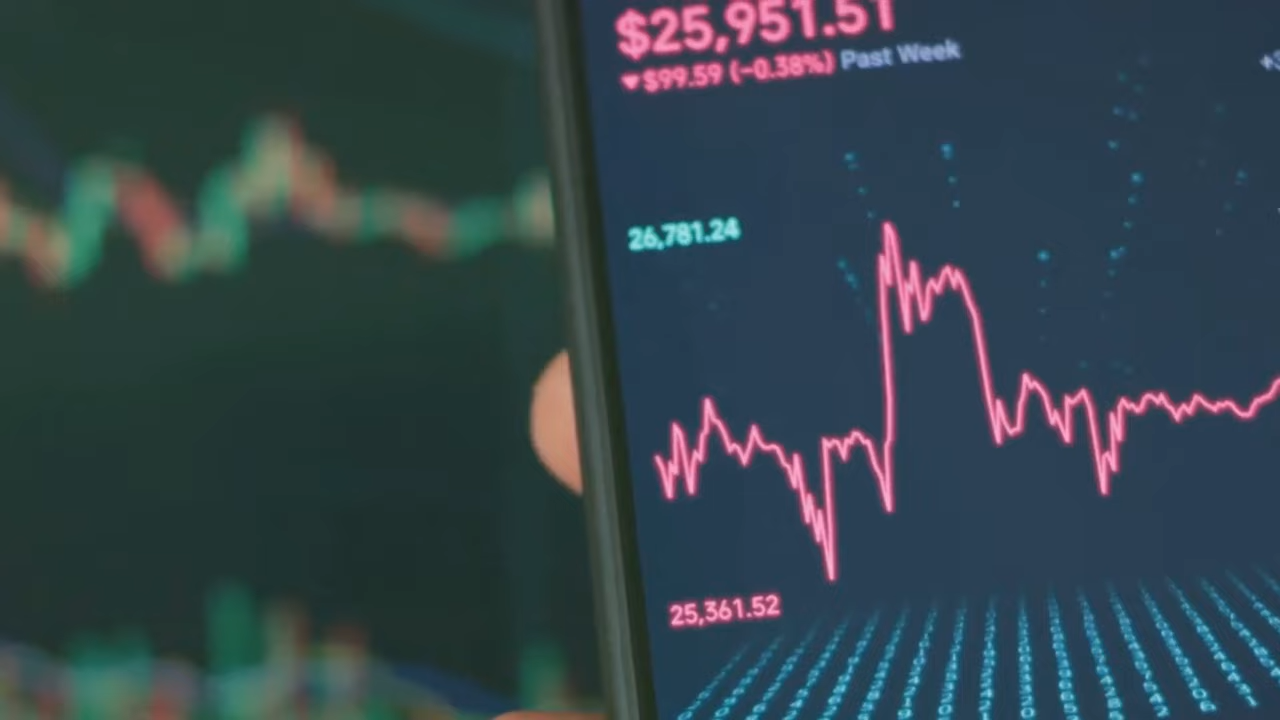 $25,951.51
▼$99.59 (−0.38%) Past Week
26,781.24
25,361.52